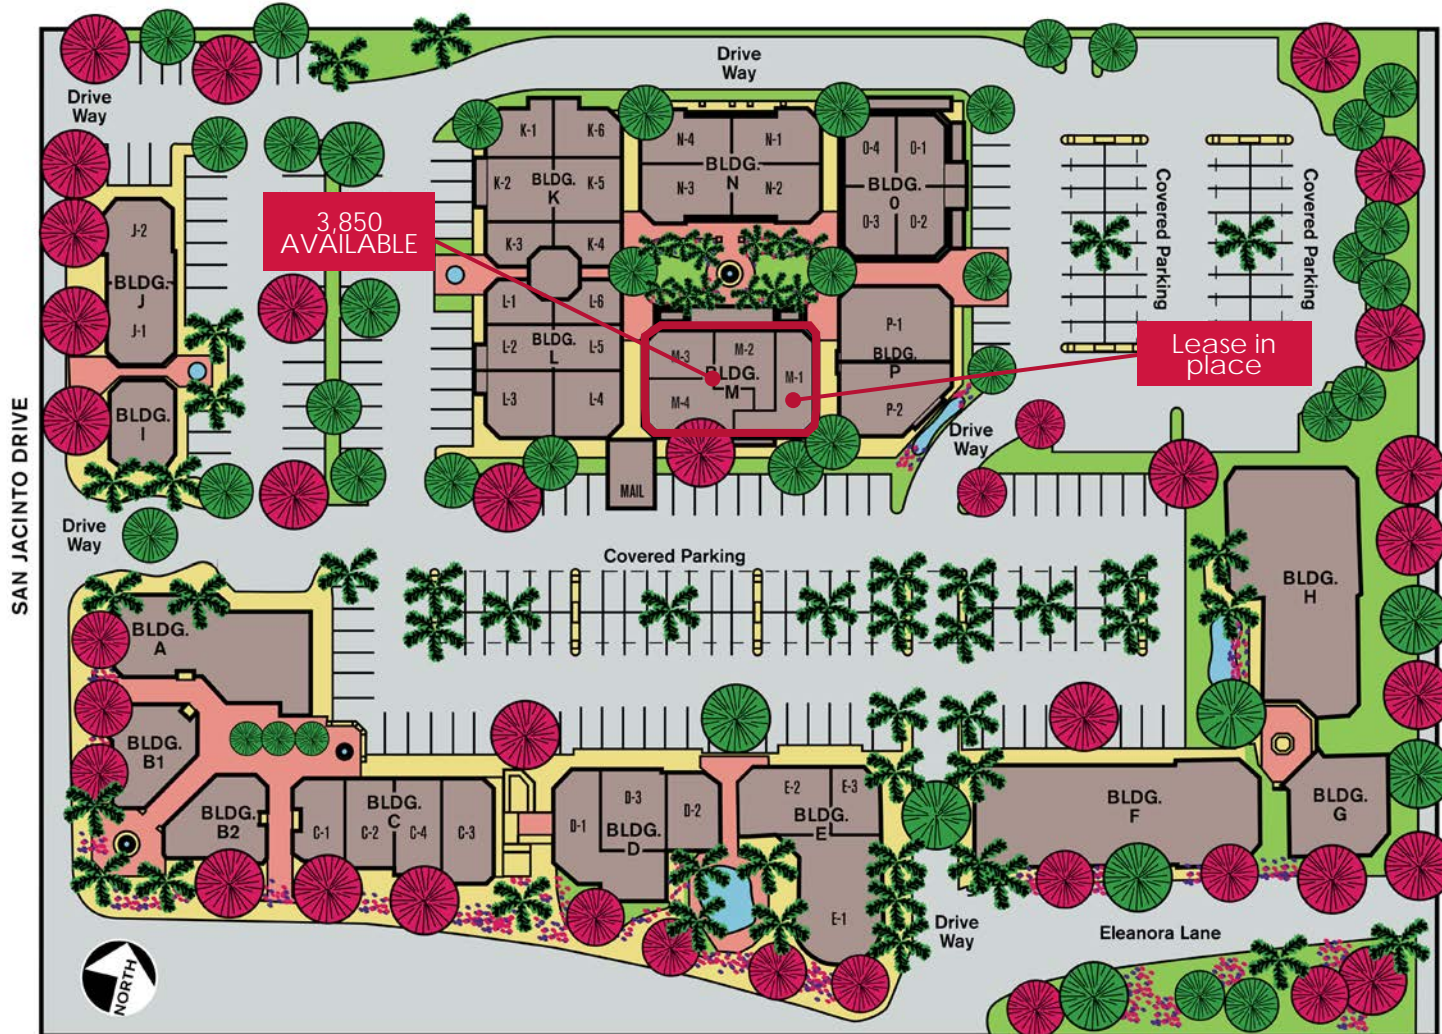 Drive
Way
Drive
Way
K-1
K-6
K-2
BLDG.
K
K-5
K-3
K-4
N-4
N-1
BLDG.
N
N-3
N-2
O-4
O-1
BLDG.
O
O-3
O-2
Covered Parking
Covered Parking
J-2
BLDG.
J
J-1
3,850
AVAILABLE
L-1
L-6
L-2
BLDG.
L
L-5
L-3
L-4
M-3
M-2
BLDG.
M
M-1
M-4
P-1
BLDG.
P
P-2
Lease in
place
BLDG.
I
Drive
Way
MAIL
SAN JACINTO DRIVE
Drive
Way
Covered Parking
BLDG.
H
BLDG.
A
BLDG.
B1
BLDG.
B2
BLDG.
C
C-1
C-2
C-4
C-3
D-3
D-2
D-1
BLDG.
D
E-2
E-3
BLDG.
E
E-1
BLDG.
F
BLDG.
G
Drive
Way
Eleanora Lane
NORTH